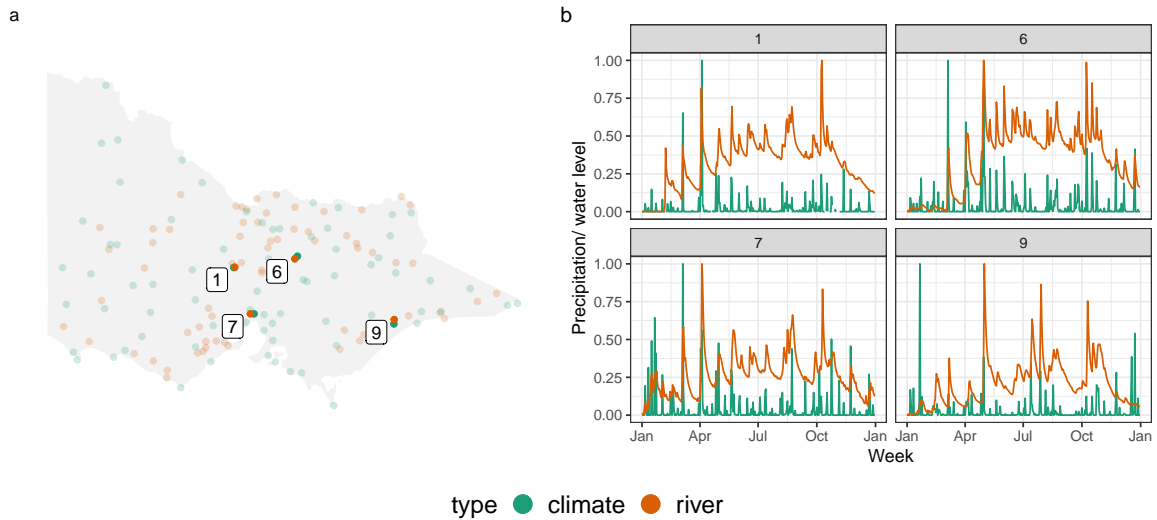 a
1
6
7
9
b
Precipitation/ water level
1
6
1.00
0.75
0.50
0.25
0.00
7
9
1.00
0.75
0.50
0.25
0.00
Jan Apr Jul Oct Jan
Jan Apr Jul Oct Jan
Week
type climate river